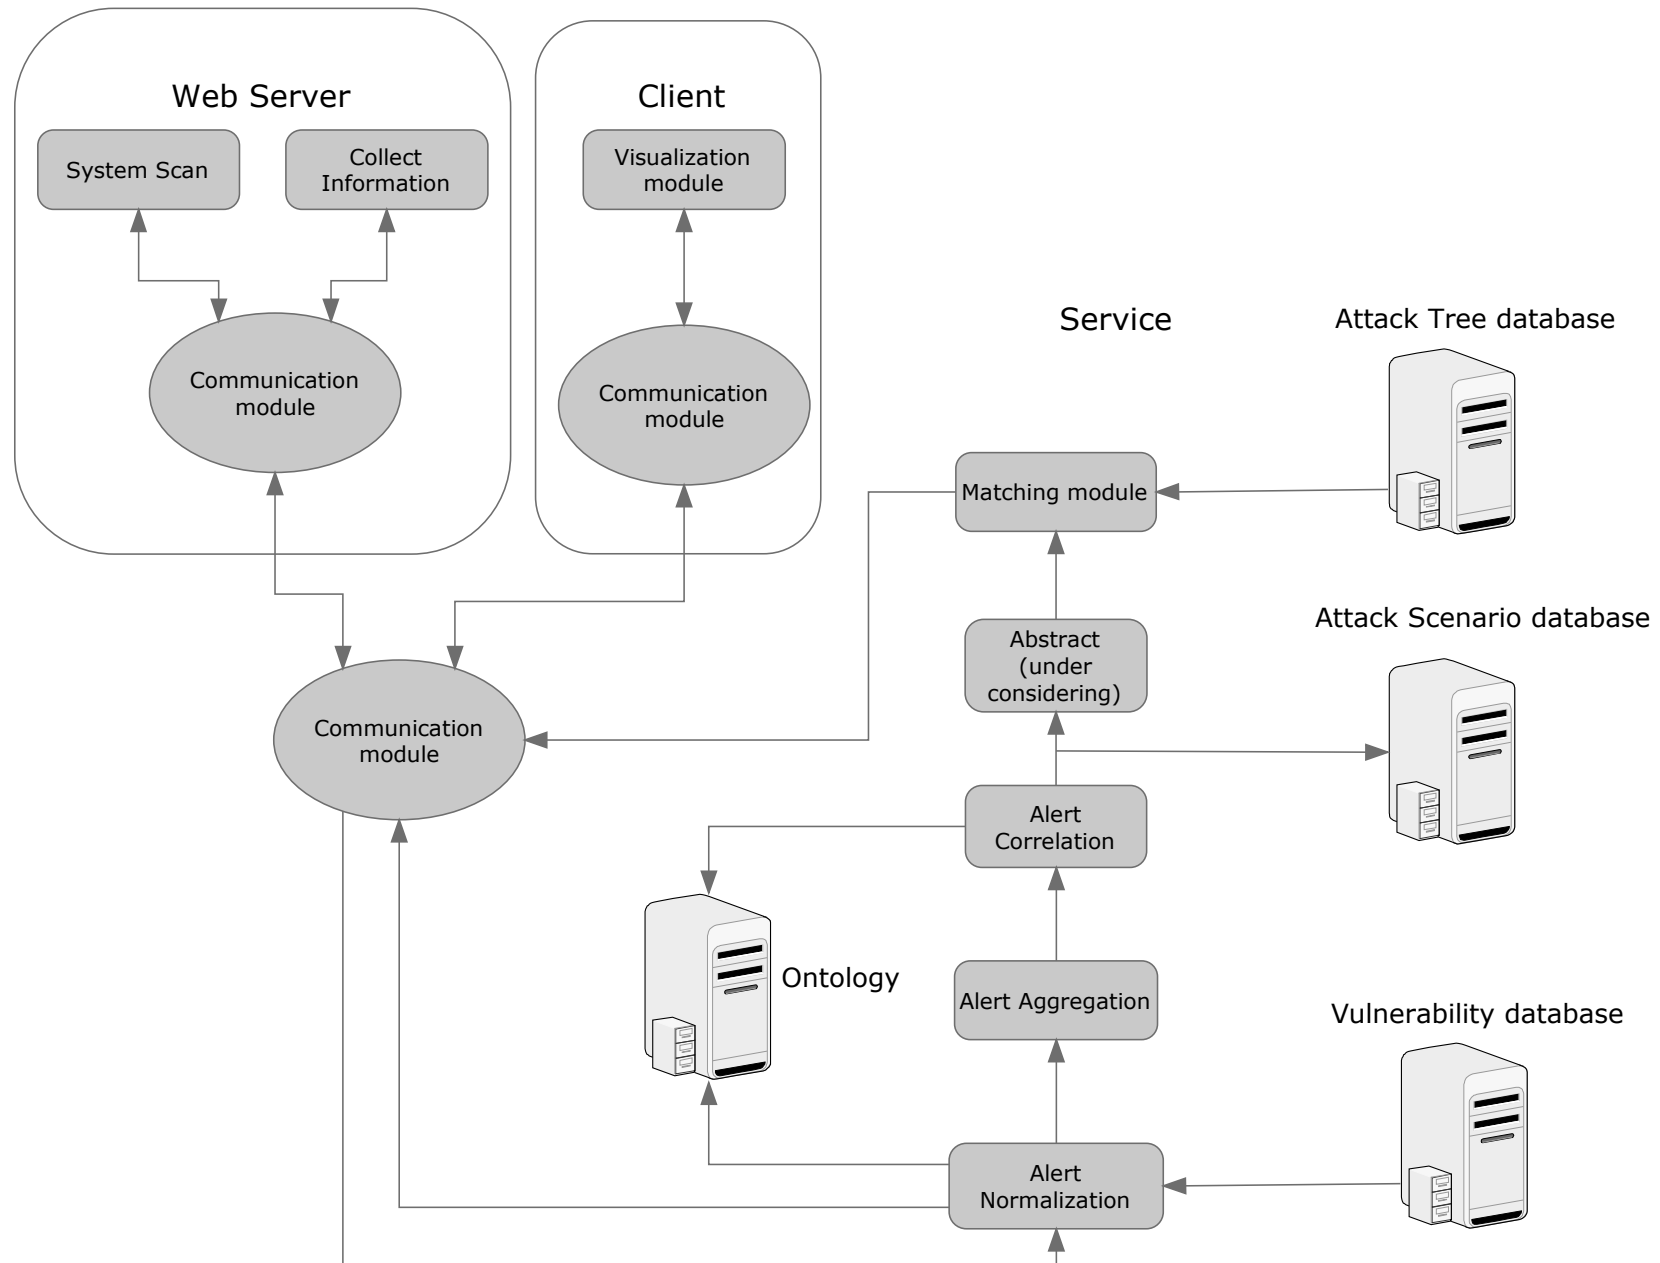 Web Server
Client
System Scan
Collect
Information
Visualization
module
Communication
module
Communication
module
Service
Attack Tree database
Matching module
Attack Scenario database
Abstract
(under
considering)
Communication
module
Alert
Correlation
Ontology
Alert Aggregation
Vulnerability database
Alert
Normalization